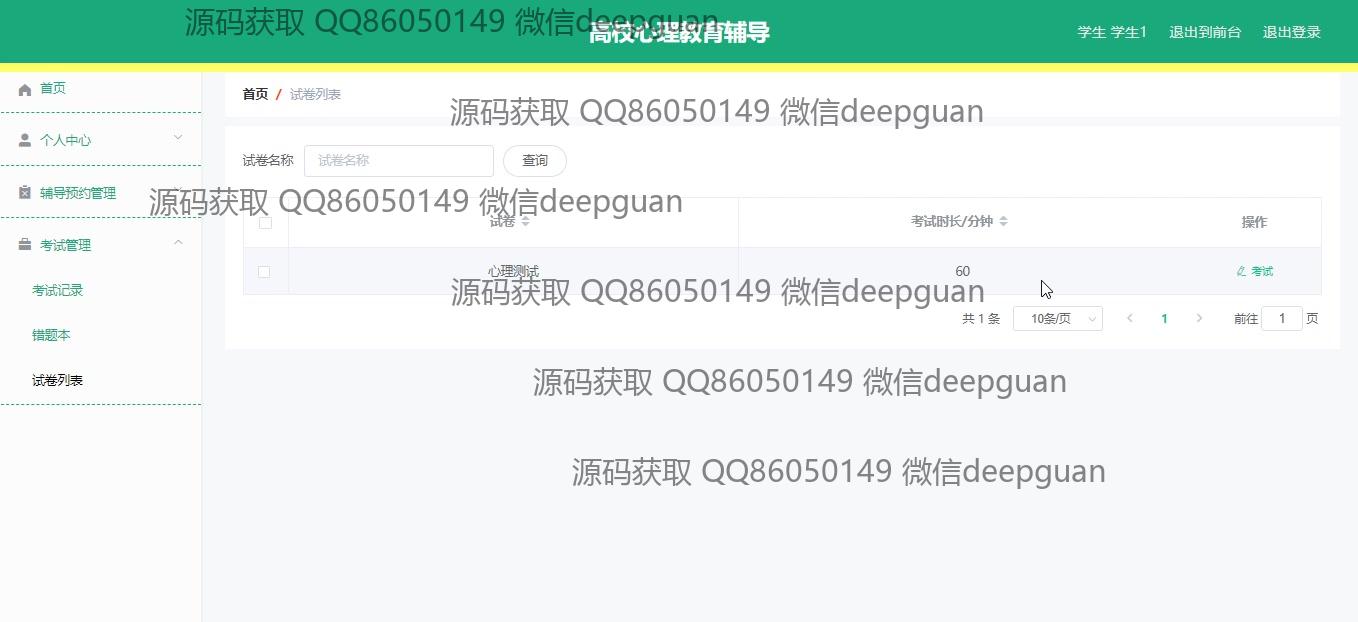 源码获取 QQ86050149 微信deepguan
高校心理教育辅导
学生 学生1 退出到前台 退出登录
首页
首页 / 试卷列表
源码获取 QQ86050149 微信deepguan
个人中心
试卷名称 试卷名称 查询
辅导预约管理
源码获取 QQ86050149 微信deepguan
试卷 考试时长/分钟 操作
考试管理
心理测试 60 考试
源码获取 QQ86050149 微信deepguan
考试记录
共 1 条 10条/页 1 前往 1 页
错题本
试卷列表
源码获取 QQ86050149 微信deepguan
源码获取 QQ86050149 微信deepguan